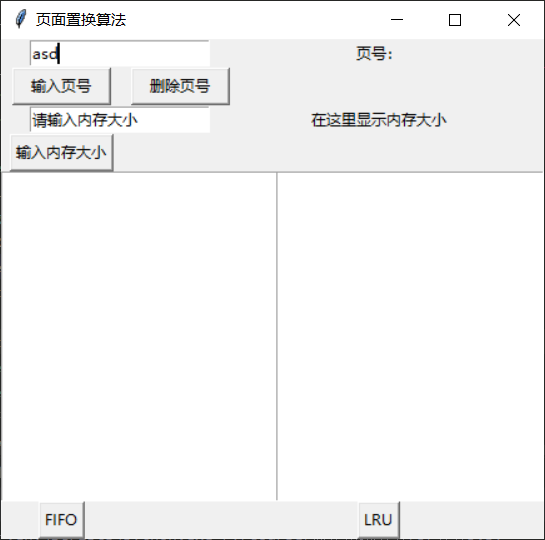 页面置换算法
asd 页号:
输入页号 删除页号
请输入内存大小 在这里显示内存大小
输入内存大小
FIFO LRU